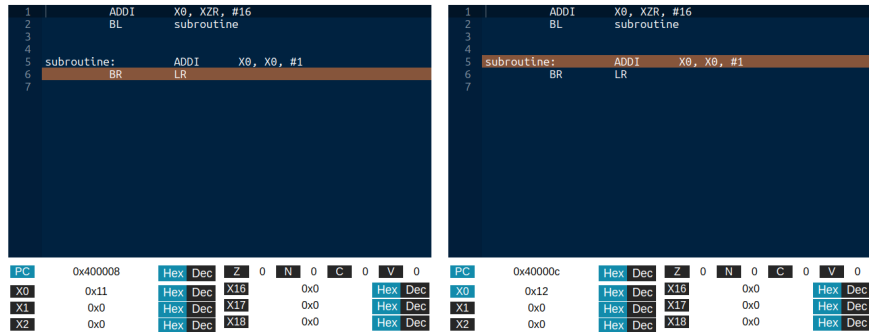 1 ADDI X0, XZR, #16
2 BL subroutine
3
4
5 subroutine: ADDI X0, X0, #1
6 BR LR
7
PC 0x400008 Hex Dec Z 0 N 0 C 0 V 0
X0 0x11 Hex Dec X16 0x0 Hex Dec
X1 0x0 Hex Dec X17 0x0 Hex Dec
X2 0x0 Hex Dec X18 0x0 Hex Dec
1 ADDI X0, XZR, #16
2 BL subroutine
3
4
5 subroutine: ADDI X0, X0, #1
6 BR LR
7
PC 0x40000c Hex Dec Z 0 N 0 C 0 V 0
X0 0x12 Hex Dec X16 0x0 Hex Dec
X1 0x0 Hex Dec X17 0x0 Hex Dec
X2 0x0 Hex Dec X18 0x0 Hex Dec